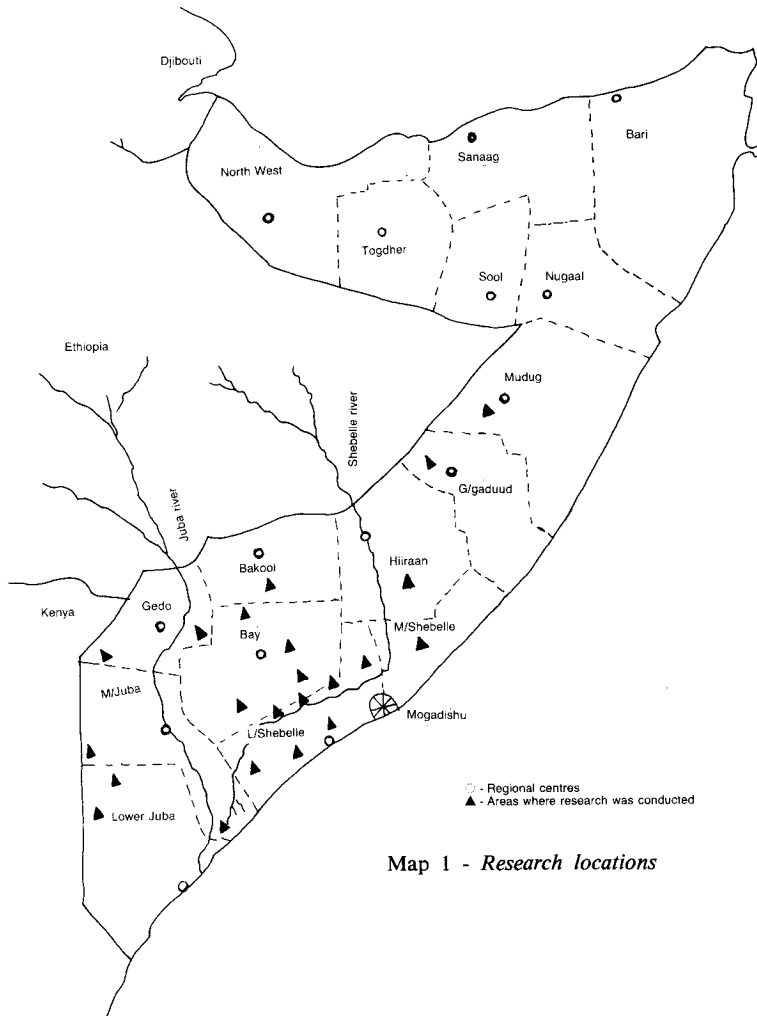 Djibouti
Bari
Sanaag
North West
Togdher
Sool
Nugaal
Ethiopia
Mudug
Shebelle river
G/gaduud
Juba river
Hiiraan
Bakool
Kenya
Gedo
M/Shebelle
Bay
M/Juba
Mogadishu
L/Shebelle
- Regional centres
- Areas where research was conducted
Lower Juba
Map 1 - Research locations